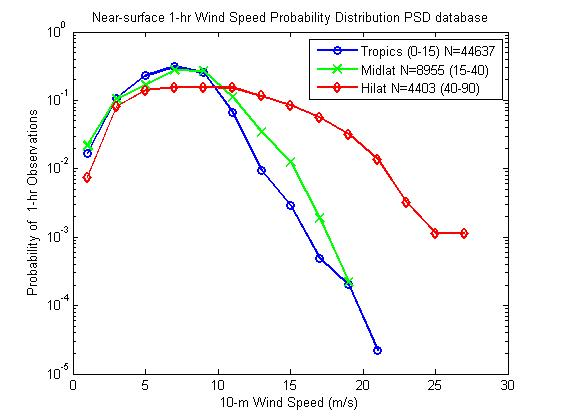 Near-surface 1-hr Wind Speed Probability Distribution PSD database
Tropics (0-15) N=44637
Midlat N=8955 (15-40)
Hilat N=4403 (40-90)
Probability of 1-hr Observations
10^0
10^-1
10^-2
10^-3
10^-4
10^-5
0 5 10 15 20 25 30
10-m Wind Speed (m/s)